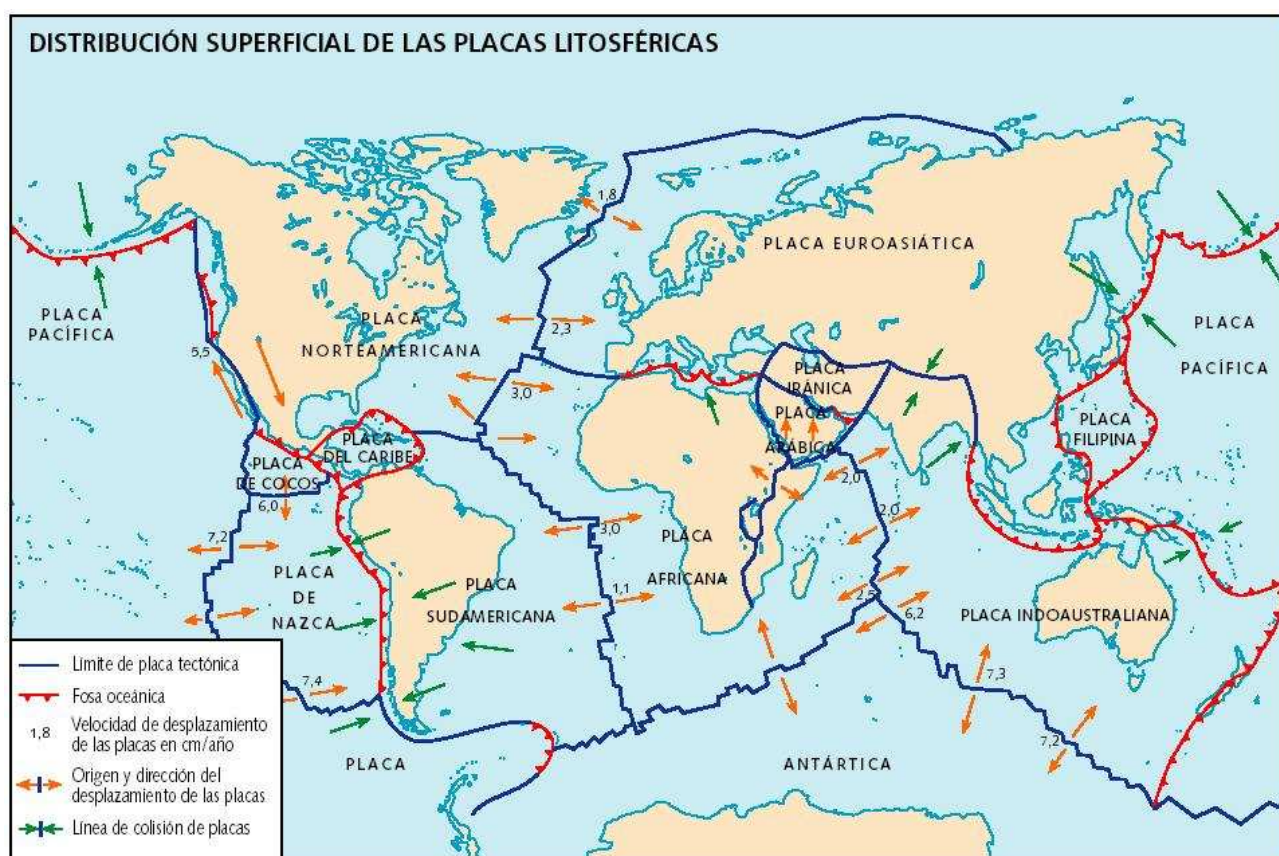 DISTRIBUCIÓN SUPERFICIAL DE LAS PLACAS LITOSFÉRICAS
1,8
PLACA EUROASIÁTICA
PLACA
PACÍFICA
PLACA
NORTEAMERICANA
2,3
5,5
3,0
PLACA
IRÁNICA
PLACA
ARÁBICA
PLACA
PACÍFICA
PLACA
FILIPINA
PLACA
DEL CARIBE
PLACA
DE COCOS
6,0
7,2
2,0
2,0
3,0
PLACA
AFRICANA
PLACA
DE
NAZCA
PLACA
SUDAMERICANA
1,1
2,5
6,2
PLACA INDOAUSTRALIANA
7,4
7,3
7,2
PLACA
ANTÁRTICA
Límite de placa tectónica
Fosa oceánica
1,8
Velocidad de desplazamiento
de las placas en cm/año
Origen y dirección del
desplazamiento de las placas
Línea de colisión de placas